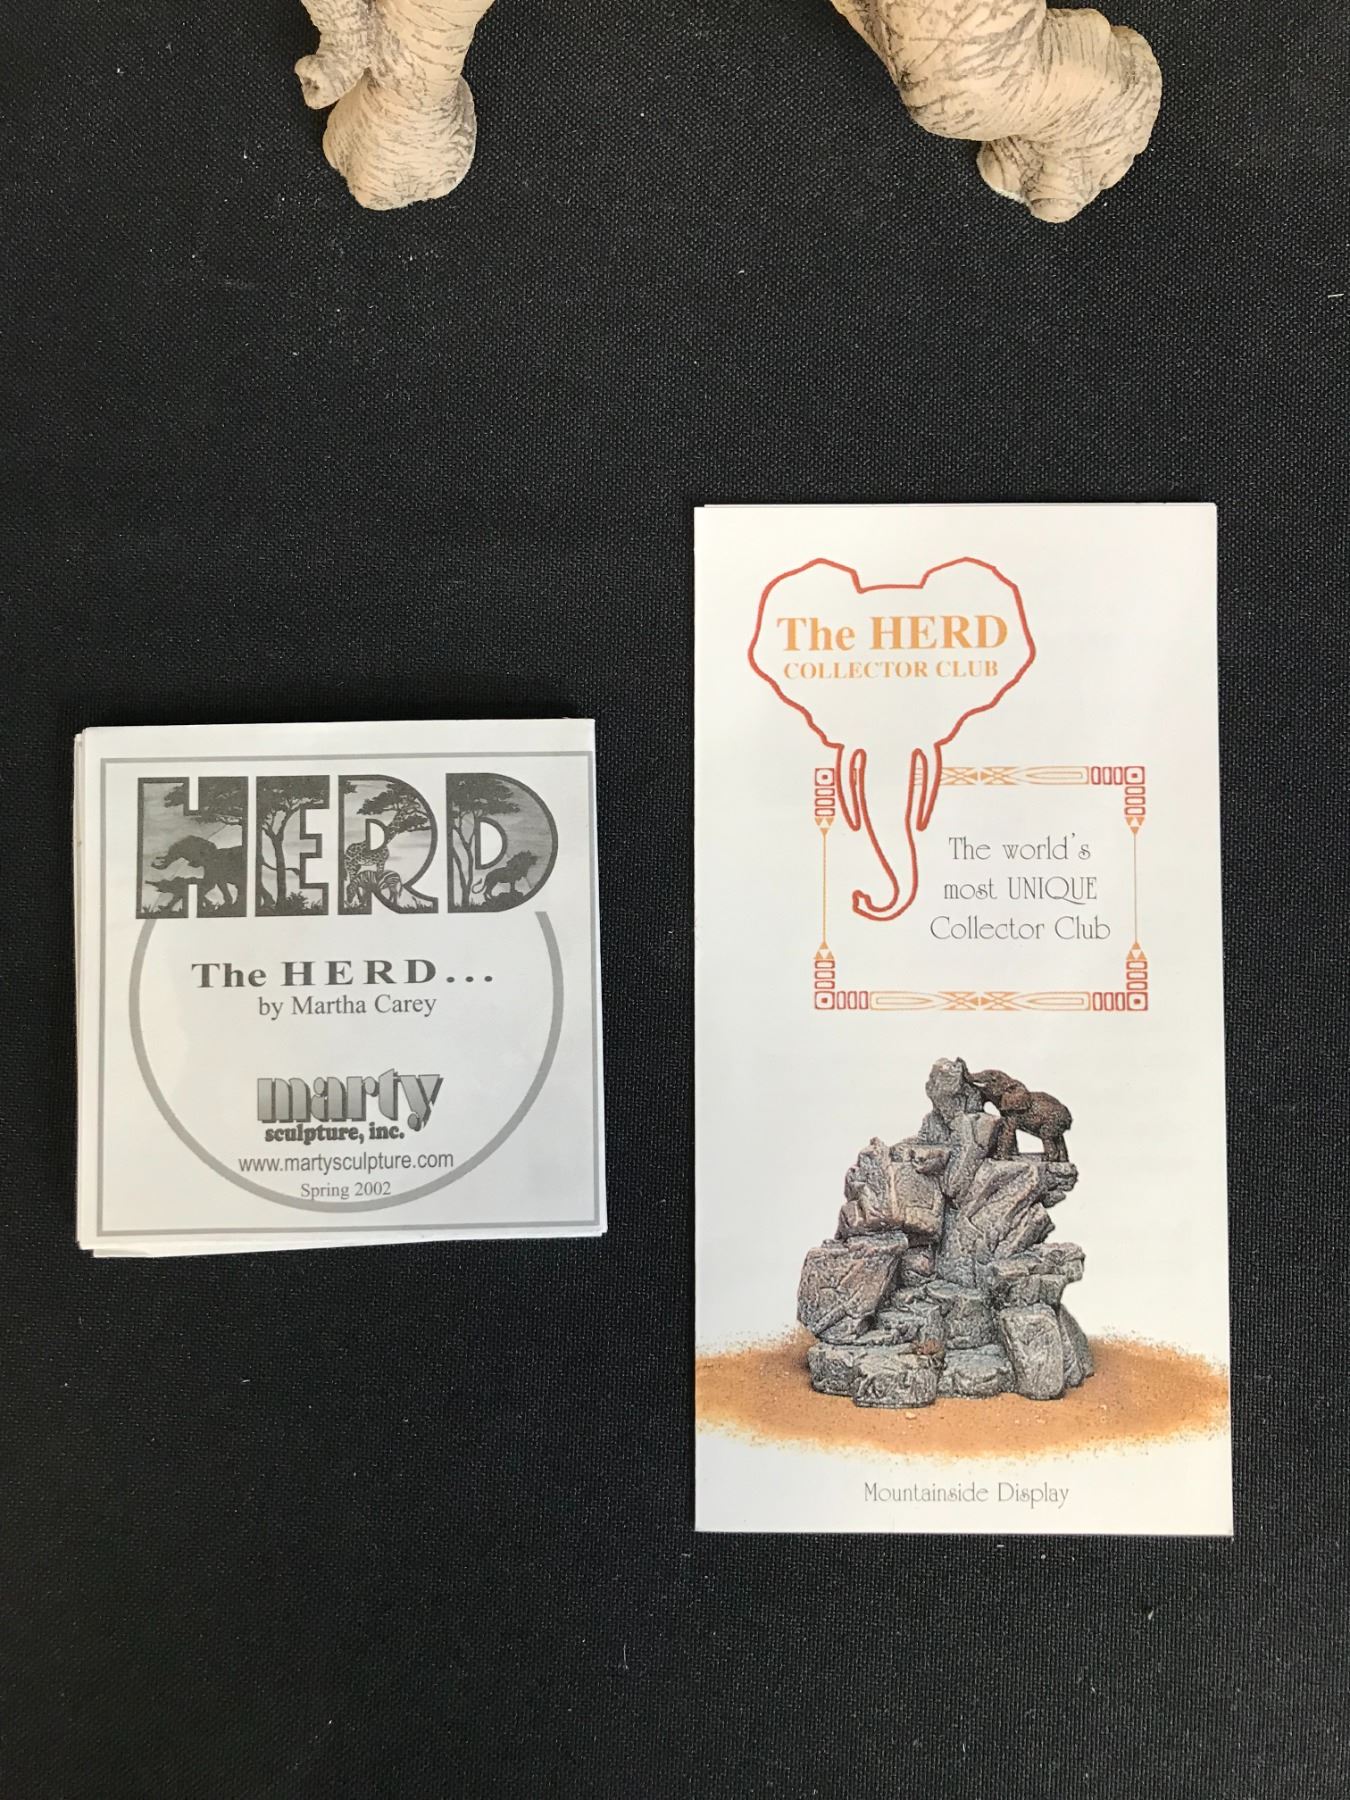 HERD
The HERD...
by Martha Carey
marty
sculpture, inc.
www.martysculpture.com
Spring 2002
The HERD
COLLECTOR CLUB
The world's
most UNIQUE
Collector Club
Mountainside Display